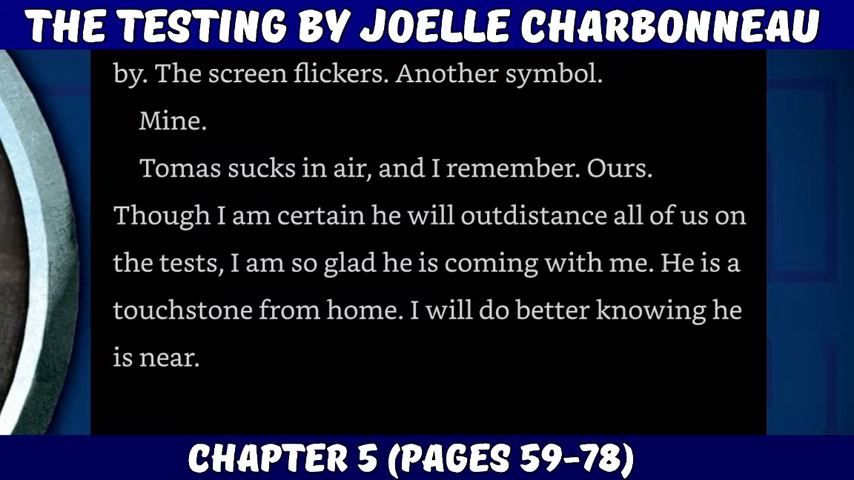 THE TESTING BY JOELLE CHARBONNEAU
by. The screen flickers. Another symbol.
Mine.
Tomas sucks in air, and I remember. Ours.
Though I am certain he will outdistance all of us on
the tests, I am so glad he is coming with me. He is a
touchstone from home. I will do better knowing he
is near.
CHAPTER 5 (PAGES 59-78)